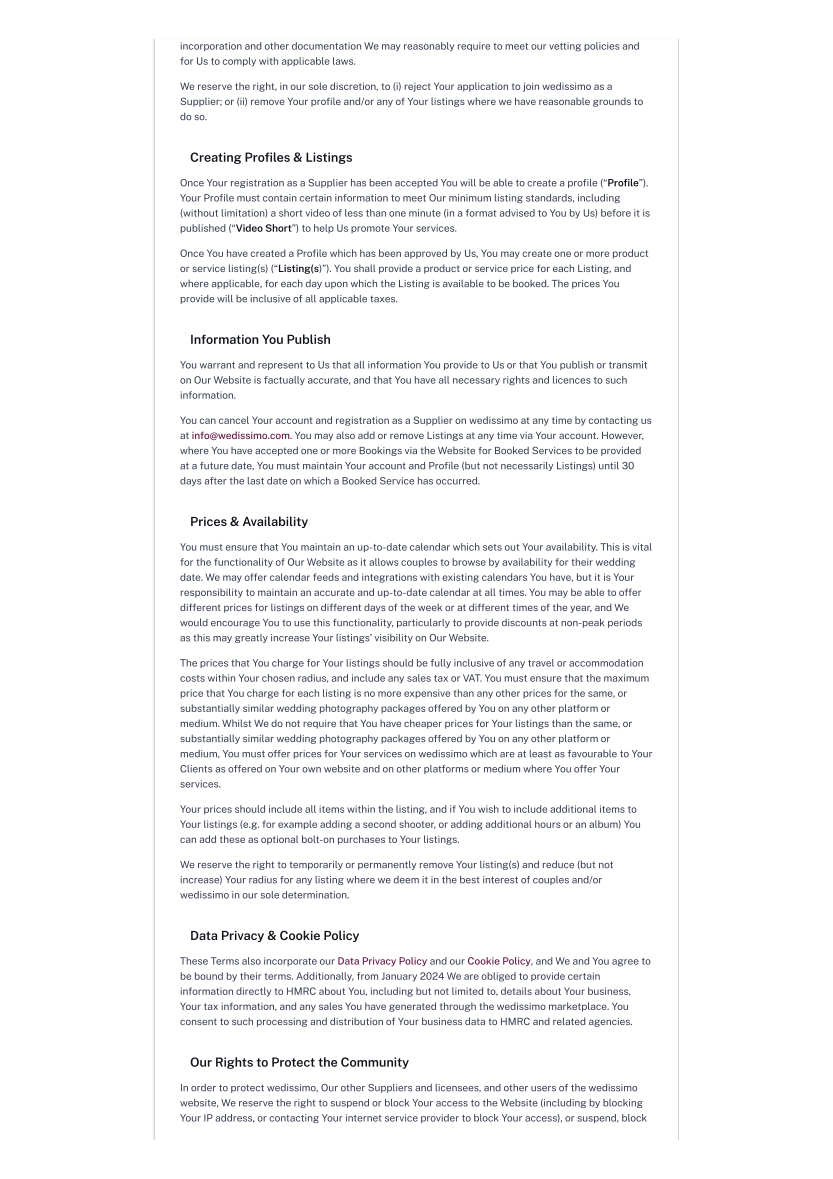 incorporation and other documentation We may reasonably require to meet our vetting policies and
for Us to comply with applicable laws.
We reserve the right, in our sole discretion, to (i) reject Your application to join wedissimo as a
Supplier; or (ii) remove Your profile and/or any of Your listings where we have reasonable grounds to
do so.
Creating Profiles & Listings
Once Your registration as a Supplier has been accepted You will be able to create a profile (“Profile”).
Your Profile must contain certain information to meet Our minimum listing standards, including
(without limitation) a short video of less than one minute (in a format advised to You by Us) before it is
published (“Video Short”) to help Us promote Your services.
Once You have created a Profile which has been approved by Us, You may create one or more product
or service listing(s) (“Listing(s)”). You shall provide a product or service price for each Listing, and
where applicable, for each day upon which the Listing is available to be booked. The prices You
provide will be inclusive of all applicable taxes.
Information You Publish
You warrant and represent to Us that all information You provide to Us or that You publish or transmit
on Our Website is factually accurate, and that You have all necessary rights and licences to such
information.
You can cancel Your account and registration as a Supplier on wedissimo at any time by contacting us
at info@wedissimo.com. You may also add or remove Listings at any time via Your account. However,
where You have accepted one or more Bookings via the Website for Booked Services to be provided
at a future date, You must maintain Your account and Profile (but not necessarily Listings) until 30
days after the last date on which a Booked Service has occurred.
Prices & Availability
You must ensure that You maintain an up-to-date calendar which sets out Your availability. This is vital
for the functionality of Our Website as it allows couples to browse by availability for their wedding
date. We may offer calendar feeds and integrations with existing calendars You have, but it is Your
responsibility to maintain an accurate and up-to-date calendar at all times. You may be able to offer
different prices for listings on different days of the week or at different times of the year, and We
would encourage You to use this functionality, particularly to provide discounts at non-peak periods
as this may greatly increase Your listings’ visibility on Our Website.
The prices that You charge for Your listings should be fully inclusive of any travel or accommodation
costs within Your chosen radius, and include any sales tax or VAT. You must ensure that the maximum
price that You charge for each listing is no more expensive than any other prices for the same, or
substantially similar wedding photography packages offered by You on any other platform or
medium. Whilst We do not require that You have cheaper prices for Your listings than the same, or
substantially similar wedding photography packages offered by You on any other platform or
medium, You must offer prices for Your services on wedissimo which are at least as favourable to Your
Clients as offered on Your own website and on other platforms or medium where You offer Your
services.
Your prices should include all items within the listing, and if You wish to include additional items to
Your listings (e.g. for example adding a second shooter, or adding additional hours or an album) You
can add these as optional bolt-on purchases to Your listings.
We reserve the right to temporarily or permanently remove Your listing(s) and reduce (but not
increase) Your radius for any listing where we deem it in the best interest of couples and/or
wedissimo in our sole determination.
Data Privacy & Cookie Policy
These Terms also incorporate our Data Privacy Policy and our Cookie Policy, and We and You agree to
be bound by their terms. Additionally, from January 2024 We are obliged to provide certain
information directly to HMRC about You, including but not limited to, details about Your business,
Your tax information, and any sales You have generated through the wedissimo marketplace. You
consent to such processing and distribution of Your business data to HMRC and related agencies.
Our Rights to Protect the Community
In order to protect wedissimo, Our other Suppliers and licensees, and other users of the wedissimo
website, We reserve the right to suspend or block Your access to the Website (including by blocking
Your IP address, or contacting Your internet service provider to block Your access), or suspend, block